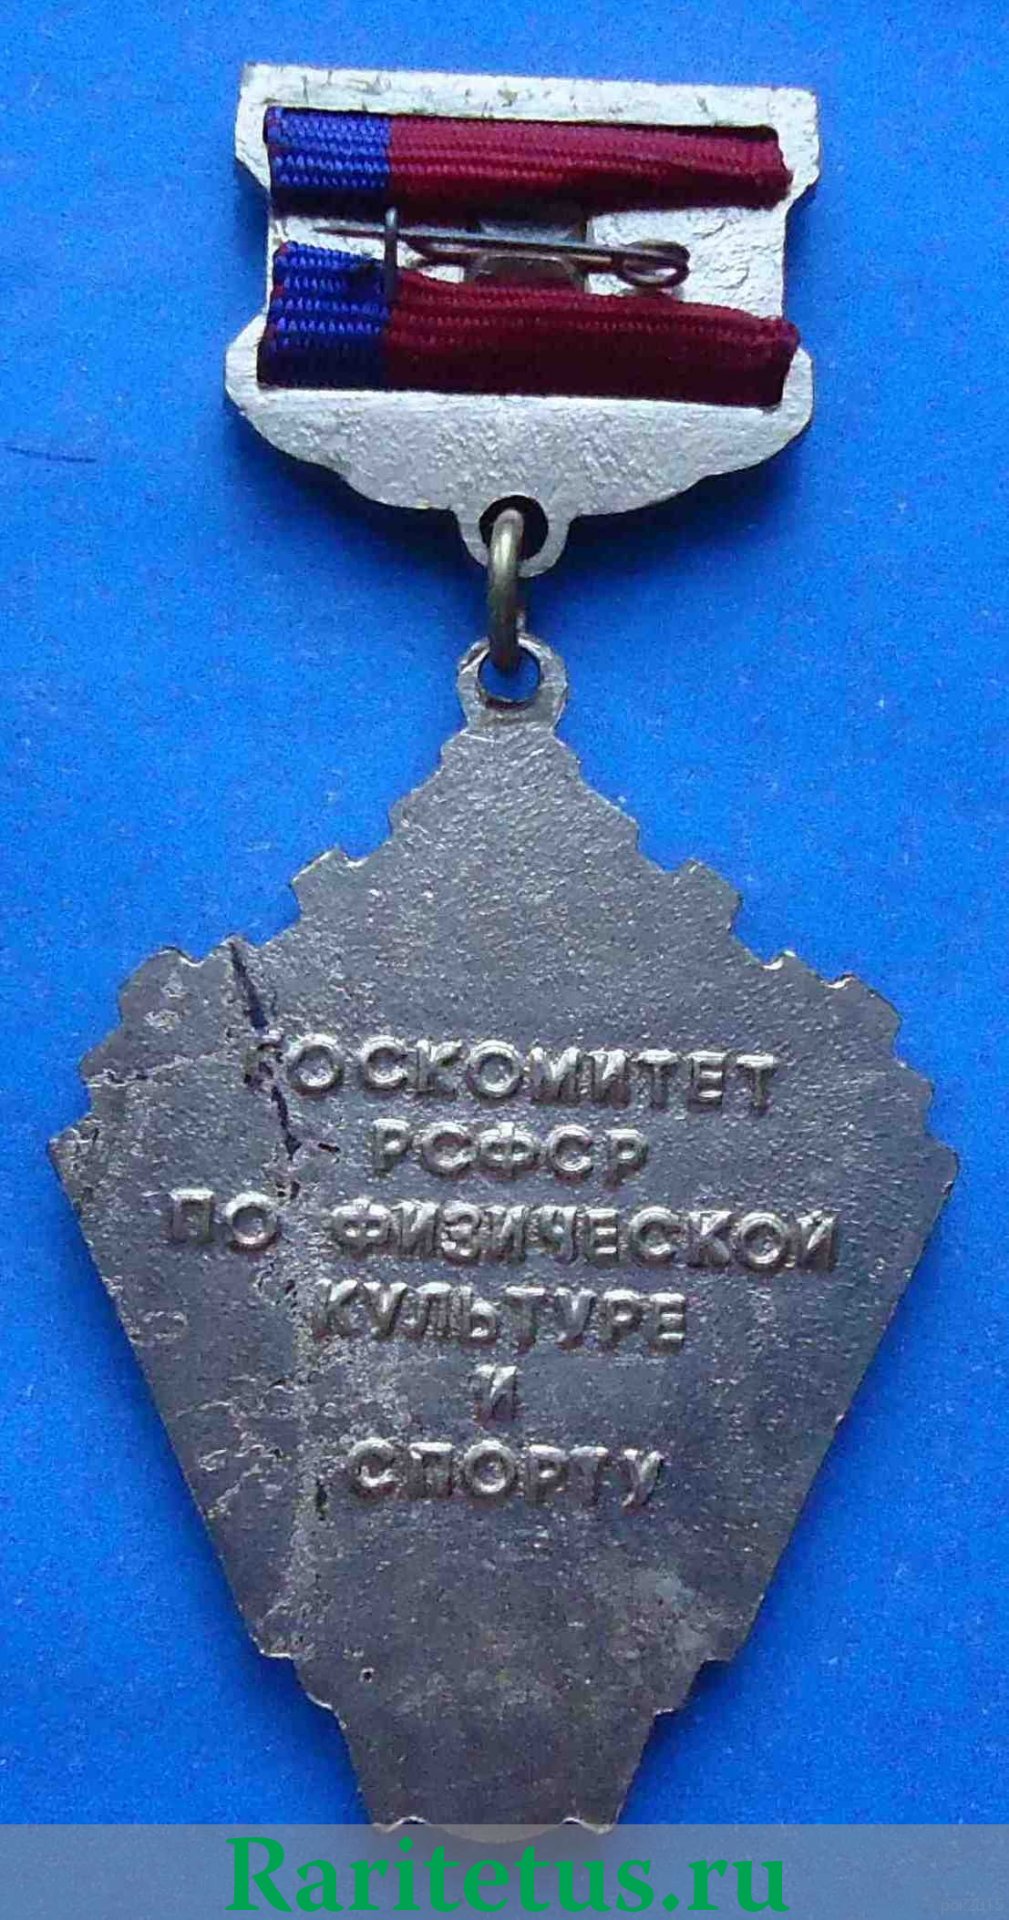 ГОСКОМИТЕТ
РСФСР
ПО ФИЗИЧЕСКОЙ
КУЛЬТУРЕ
И
СПОРТУ
Raritetus.ru